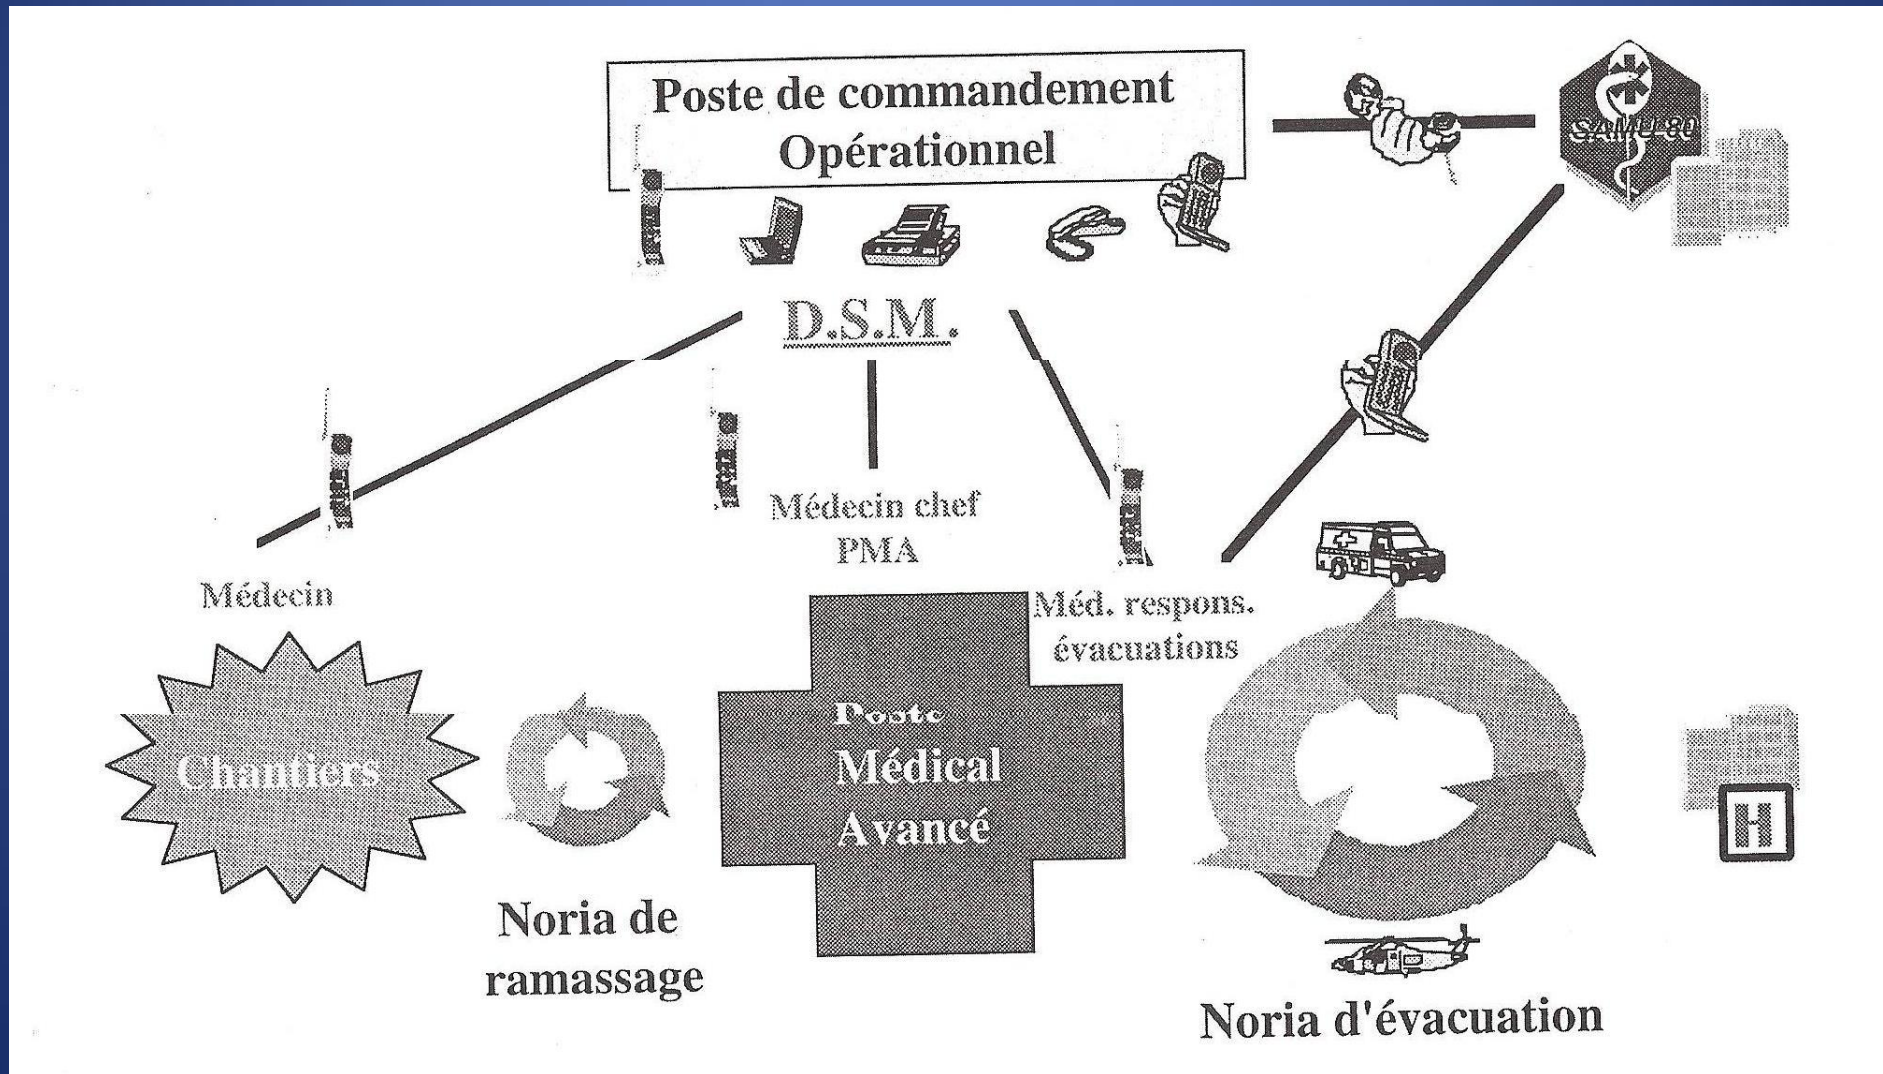 Poste de commandement
Opérationnel
SAMU-80
D.S.M.
Médecin chef
PMA
Médecin
Méd. respons.
évacuations
Chantiers
Poste
Médical
Avancé
H
Noria de
ramassage
Noria d'évacuation